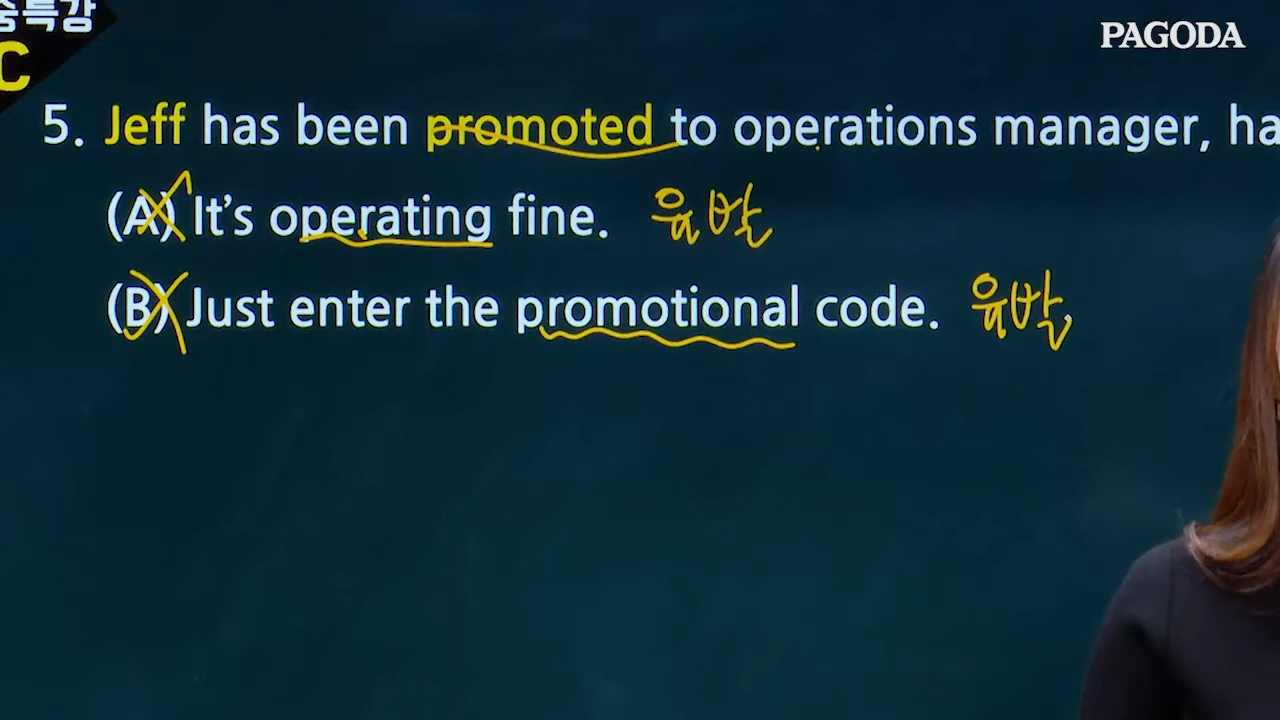 중특강
C
PAGODA
5. Jeff has been promoted to operations manager, ha
(A) It's operating fine. 유발
(B) Just enter the promotional code. 유발